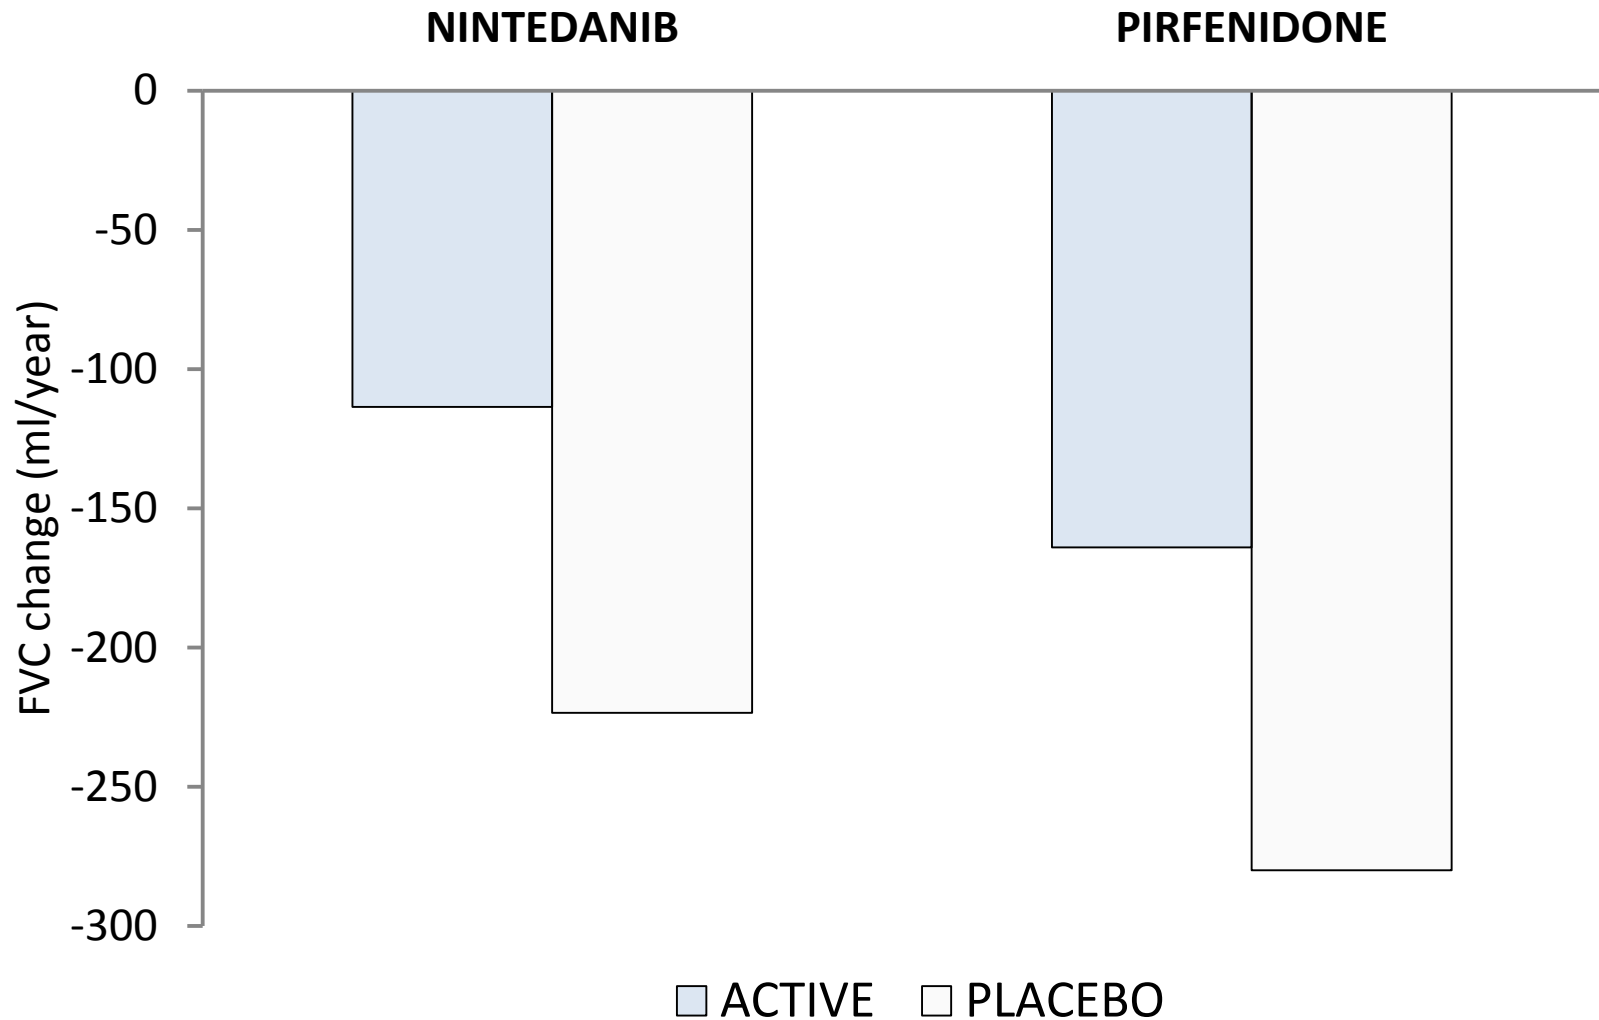 NINTEDANIB
PIRFENIDONE
0
-50
-100
-150
-200
-250
-300
FVC change (ml/year)
ACTIVE
PLACEBO